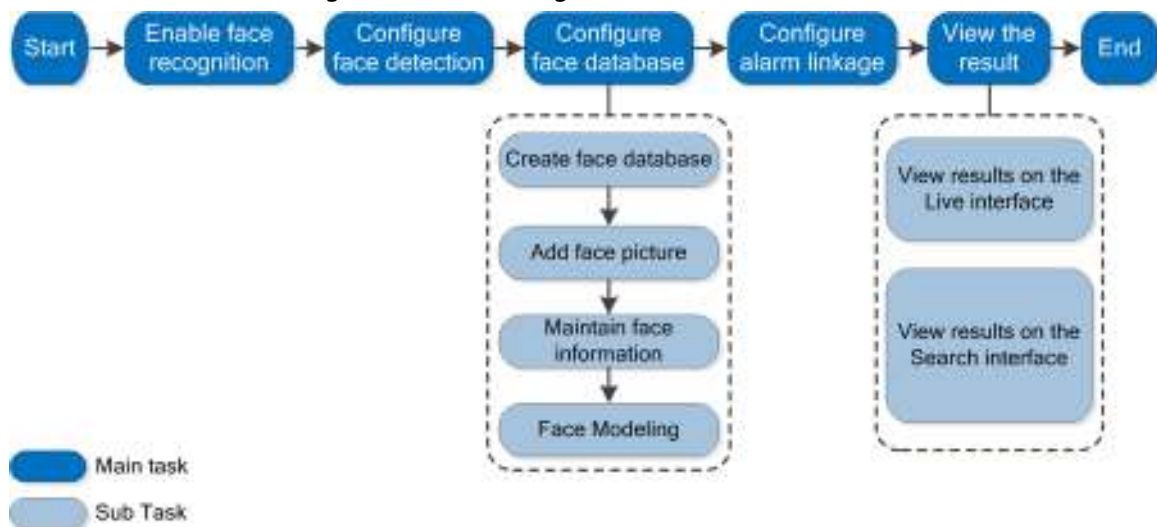 Start
Enable face
recognition
Configure
face detection
Configure
face database
Configure
alarm linkage
View the
result
End
Create face database
Add face picture
Maintain face
information
Face Modeling
View results on the
Live interface
View results on the
Search interface
Main task
Sub Task